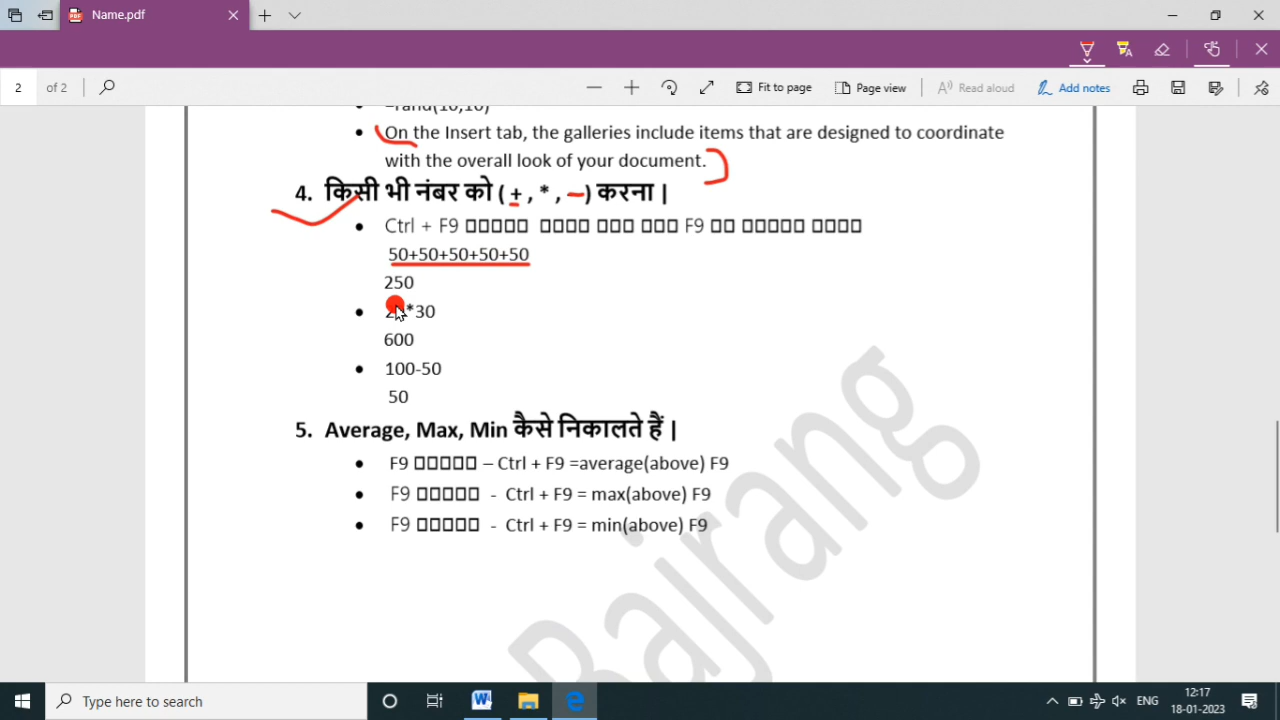 Name.pdf
2 of 2
Fit to page
Page view
Read aloud
Add notes
On the Insert tab, the galleries include items that are designed to coordinate
with the overall look of your document.
4. किसी भी नंबर को ( + , * , – ) करना |
Ctrl + F9 F9
50+50+50+50+50
250
*30
600
100-50
50
5. Average, Max, Min कैसे निकालते हैं |
F9 – Ctrl + F9 =average(above) F9
F9 - Ctrl + F9 = max(above) F9
F9 - Ctrl + F9 = min(above) F9
Bajrang
Type here to search
ENG
12:17
18-01-2023